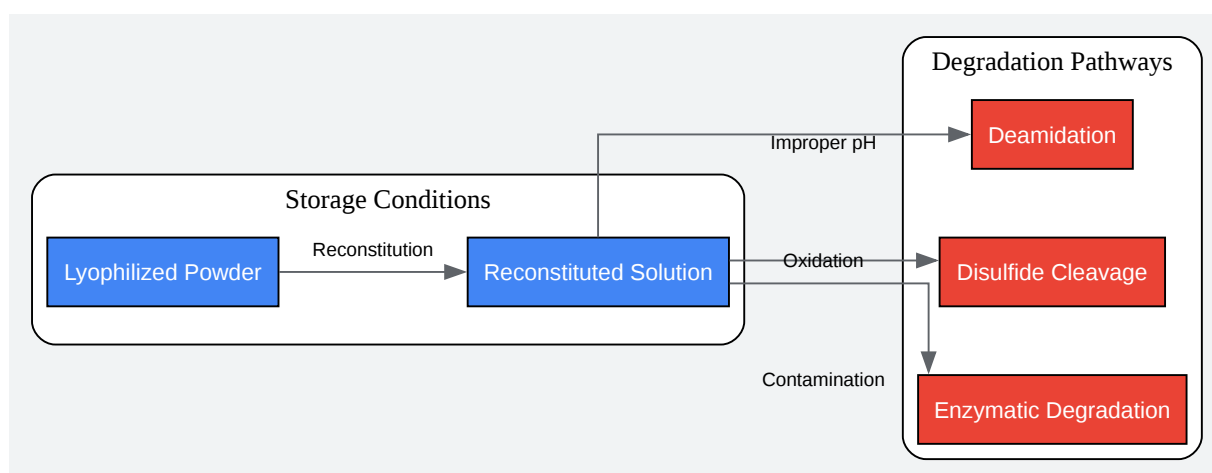 Degradation Pathways
Deamidation
Improper pH
Storage Conditions
Lyophilized Powder
Reconstitution
Reconstituted Solution
Oxidation
Disulfide Cleavage
Contamination
Enzymatic Degradation